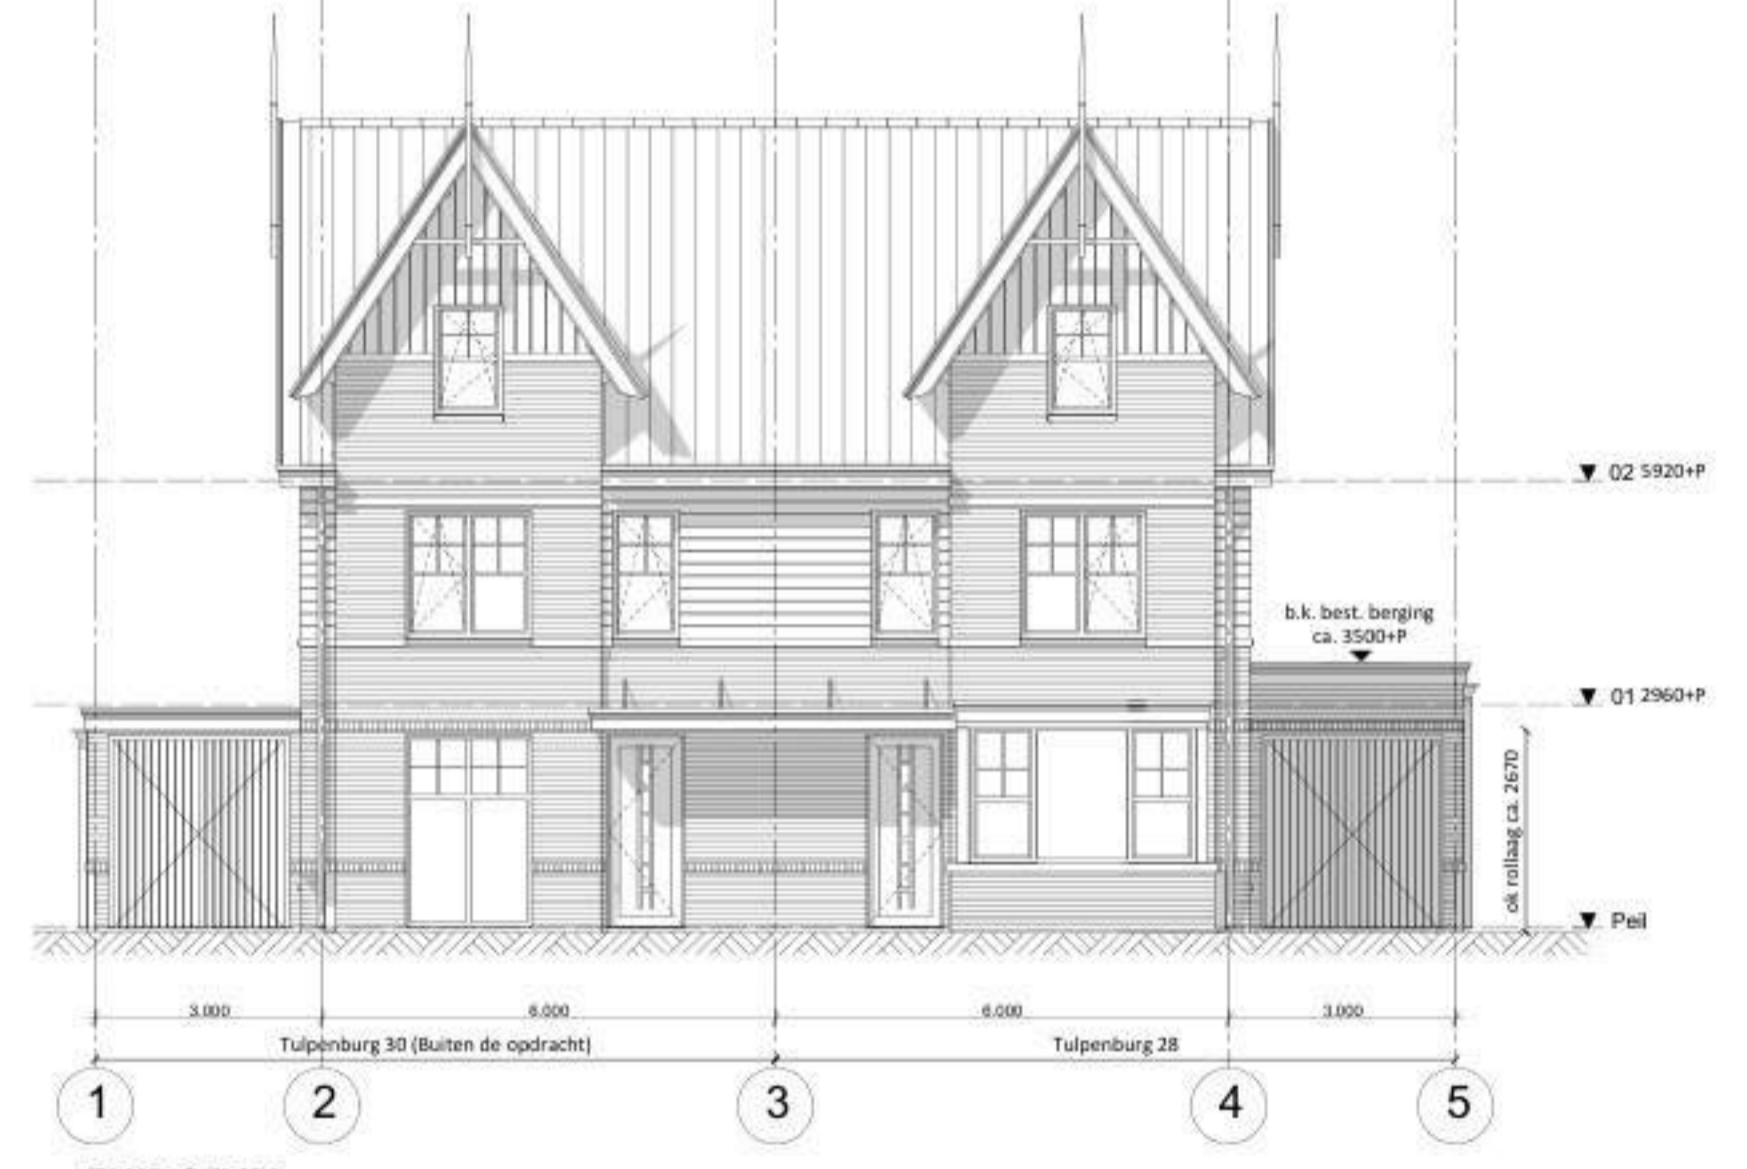 02 5920+P
b.k. best. berging
ca. 3500+P
01 2960+P
ok rollaag ca. 2670
Peil
3.000 6.000 6.000 3.000
Tulpenburg 30 (Buiten de opdracht) Tulpenburg 28
1 2 3 4 5